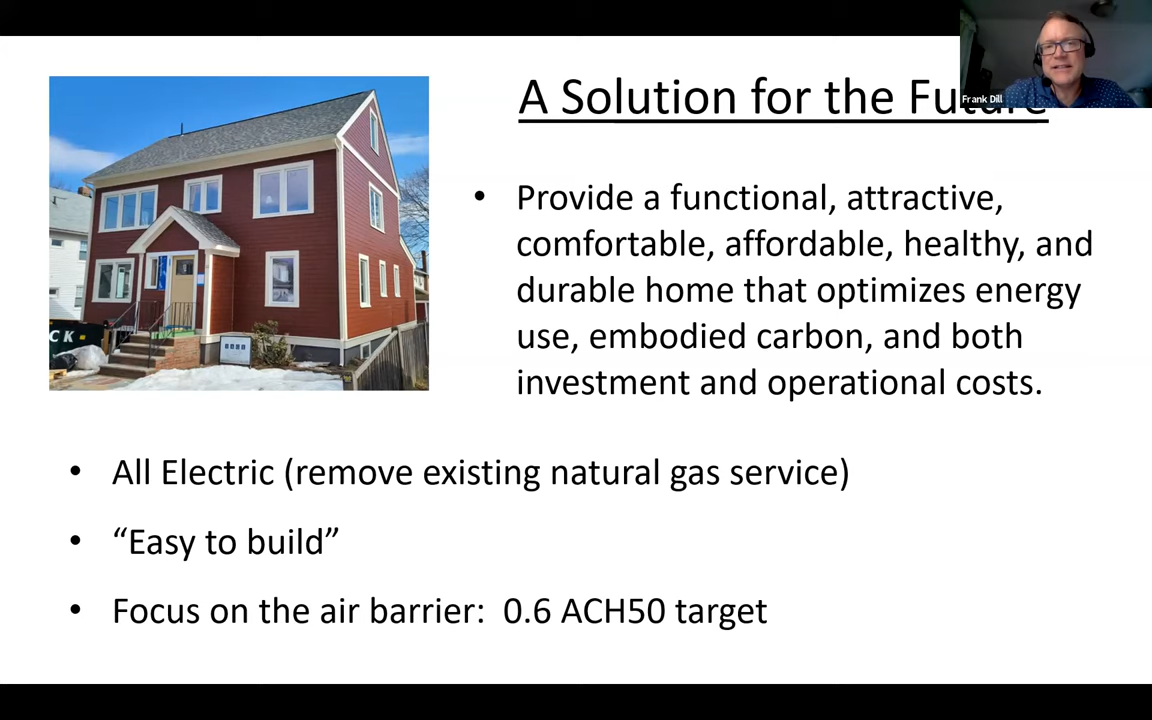 A Solution for the Future
Frank Dill
• Provide a functional, attractive,
comfortable, affordable, healthy, and
durable home that optimizes energy
use, embodied carbon, and both
investment and operational costs.
CK.
• All Electric (remove existing natural gas service)
• “Easy to build”
• Focus on the air barrier:  0.6 ACH50 target